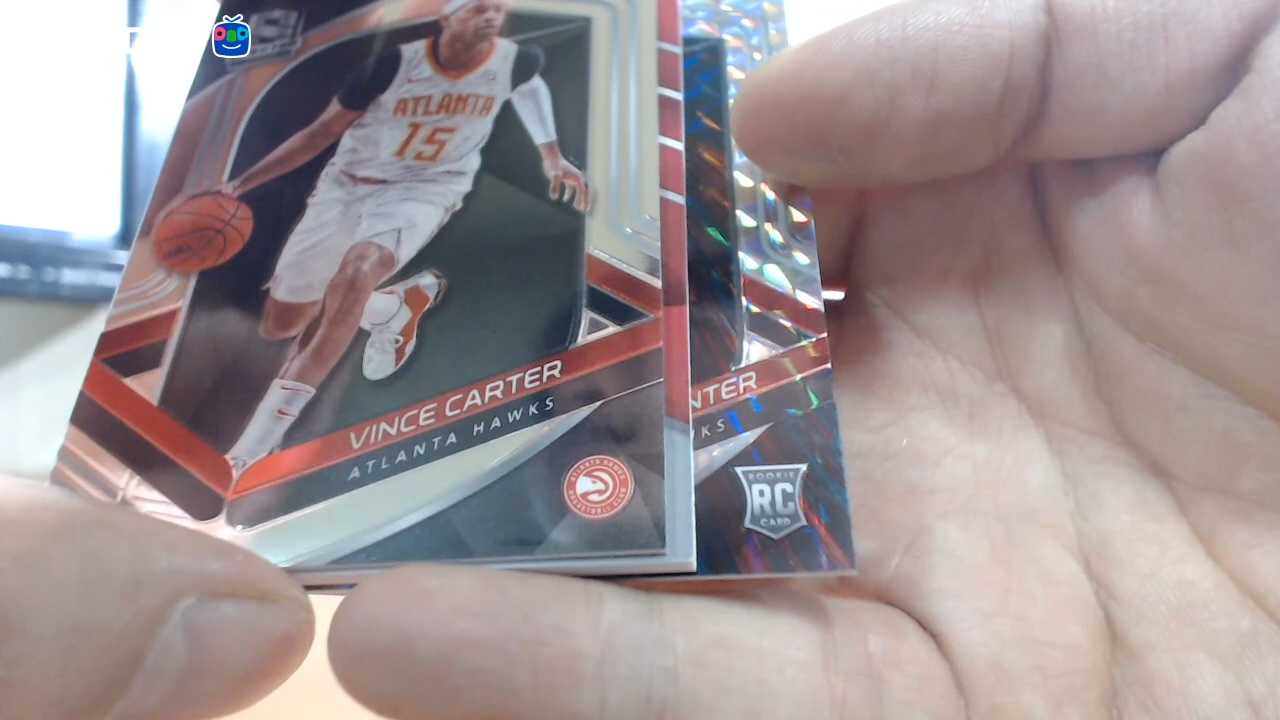 ATLANTA
15
VINCE CARTER
ATLANTA HAWKS
NTER
KS
ROOKIE
RC
CARD